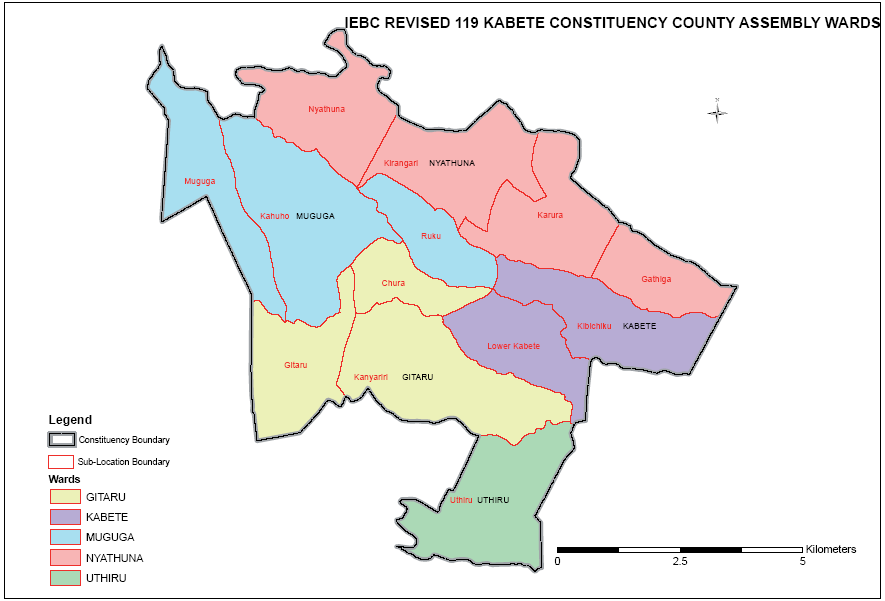 IEBC REVISED 119 KABETE CONSTITUENCY COUNTY ASSEMBLY WARDS
N
Nyathuna
Kirangari NYATHUNA
Muguga
Kahuho MUGUGA
Karura
Ruku
Gathiga
Chura
Kibichiku KABETE
Lower Kabete
Gitaru
Kanyariri GITARU
Uthiru UTHIRU
Legend
Constituency Boundary
Sub-Location Boundary
Wards
GITARU
KABETE
MUGUGA
NYATHUNA
UTHIRU
Kilometers
0 2.5 5